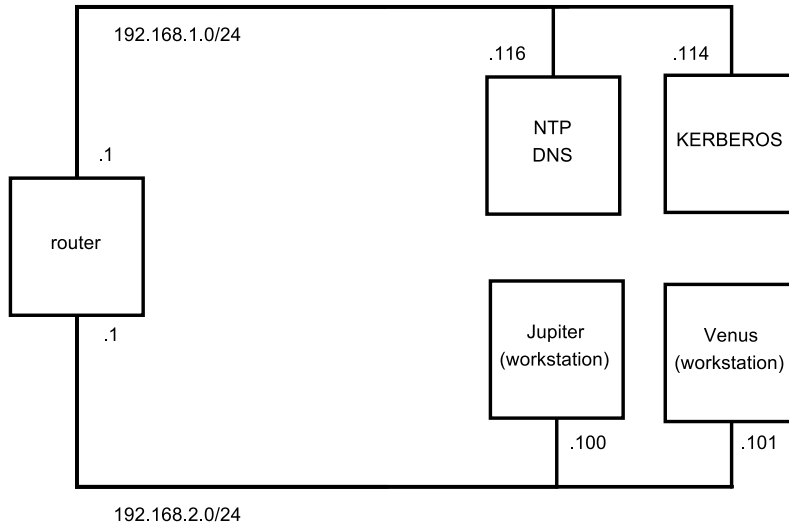 192.168.1.0/24
.116
.114
NTP
DNS
KERBEROS
.1
router
.1
Jupiter
(workstation)
Venus
(workstation)
.100
.101
192.168.2.0/24